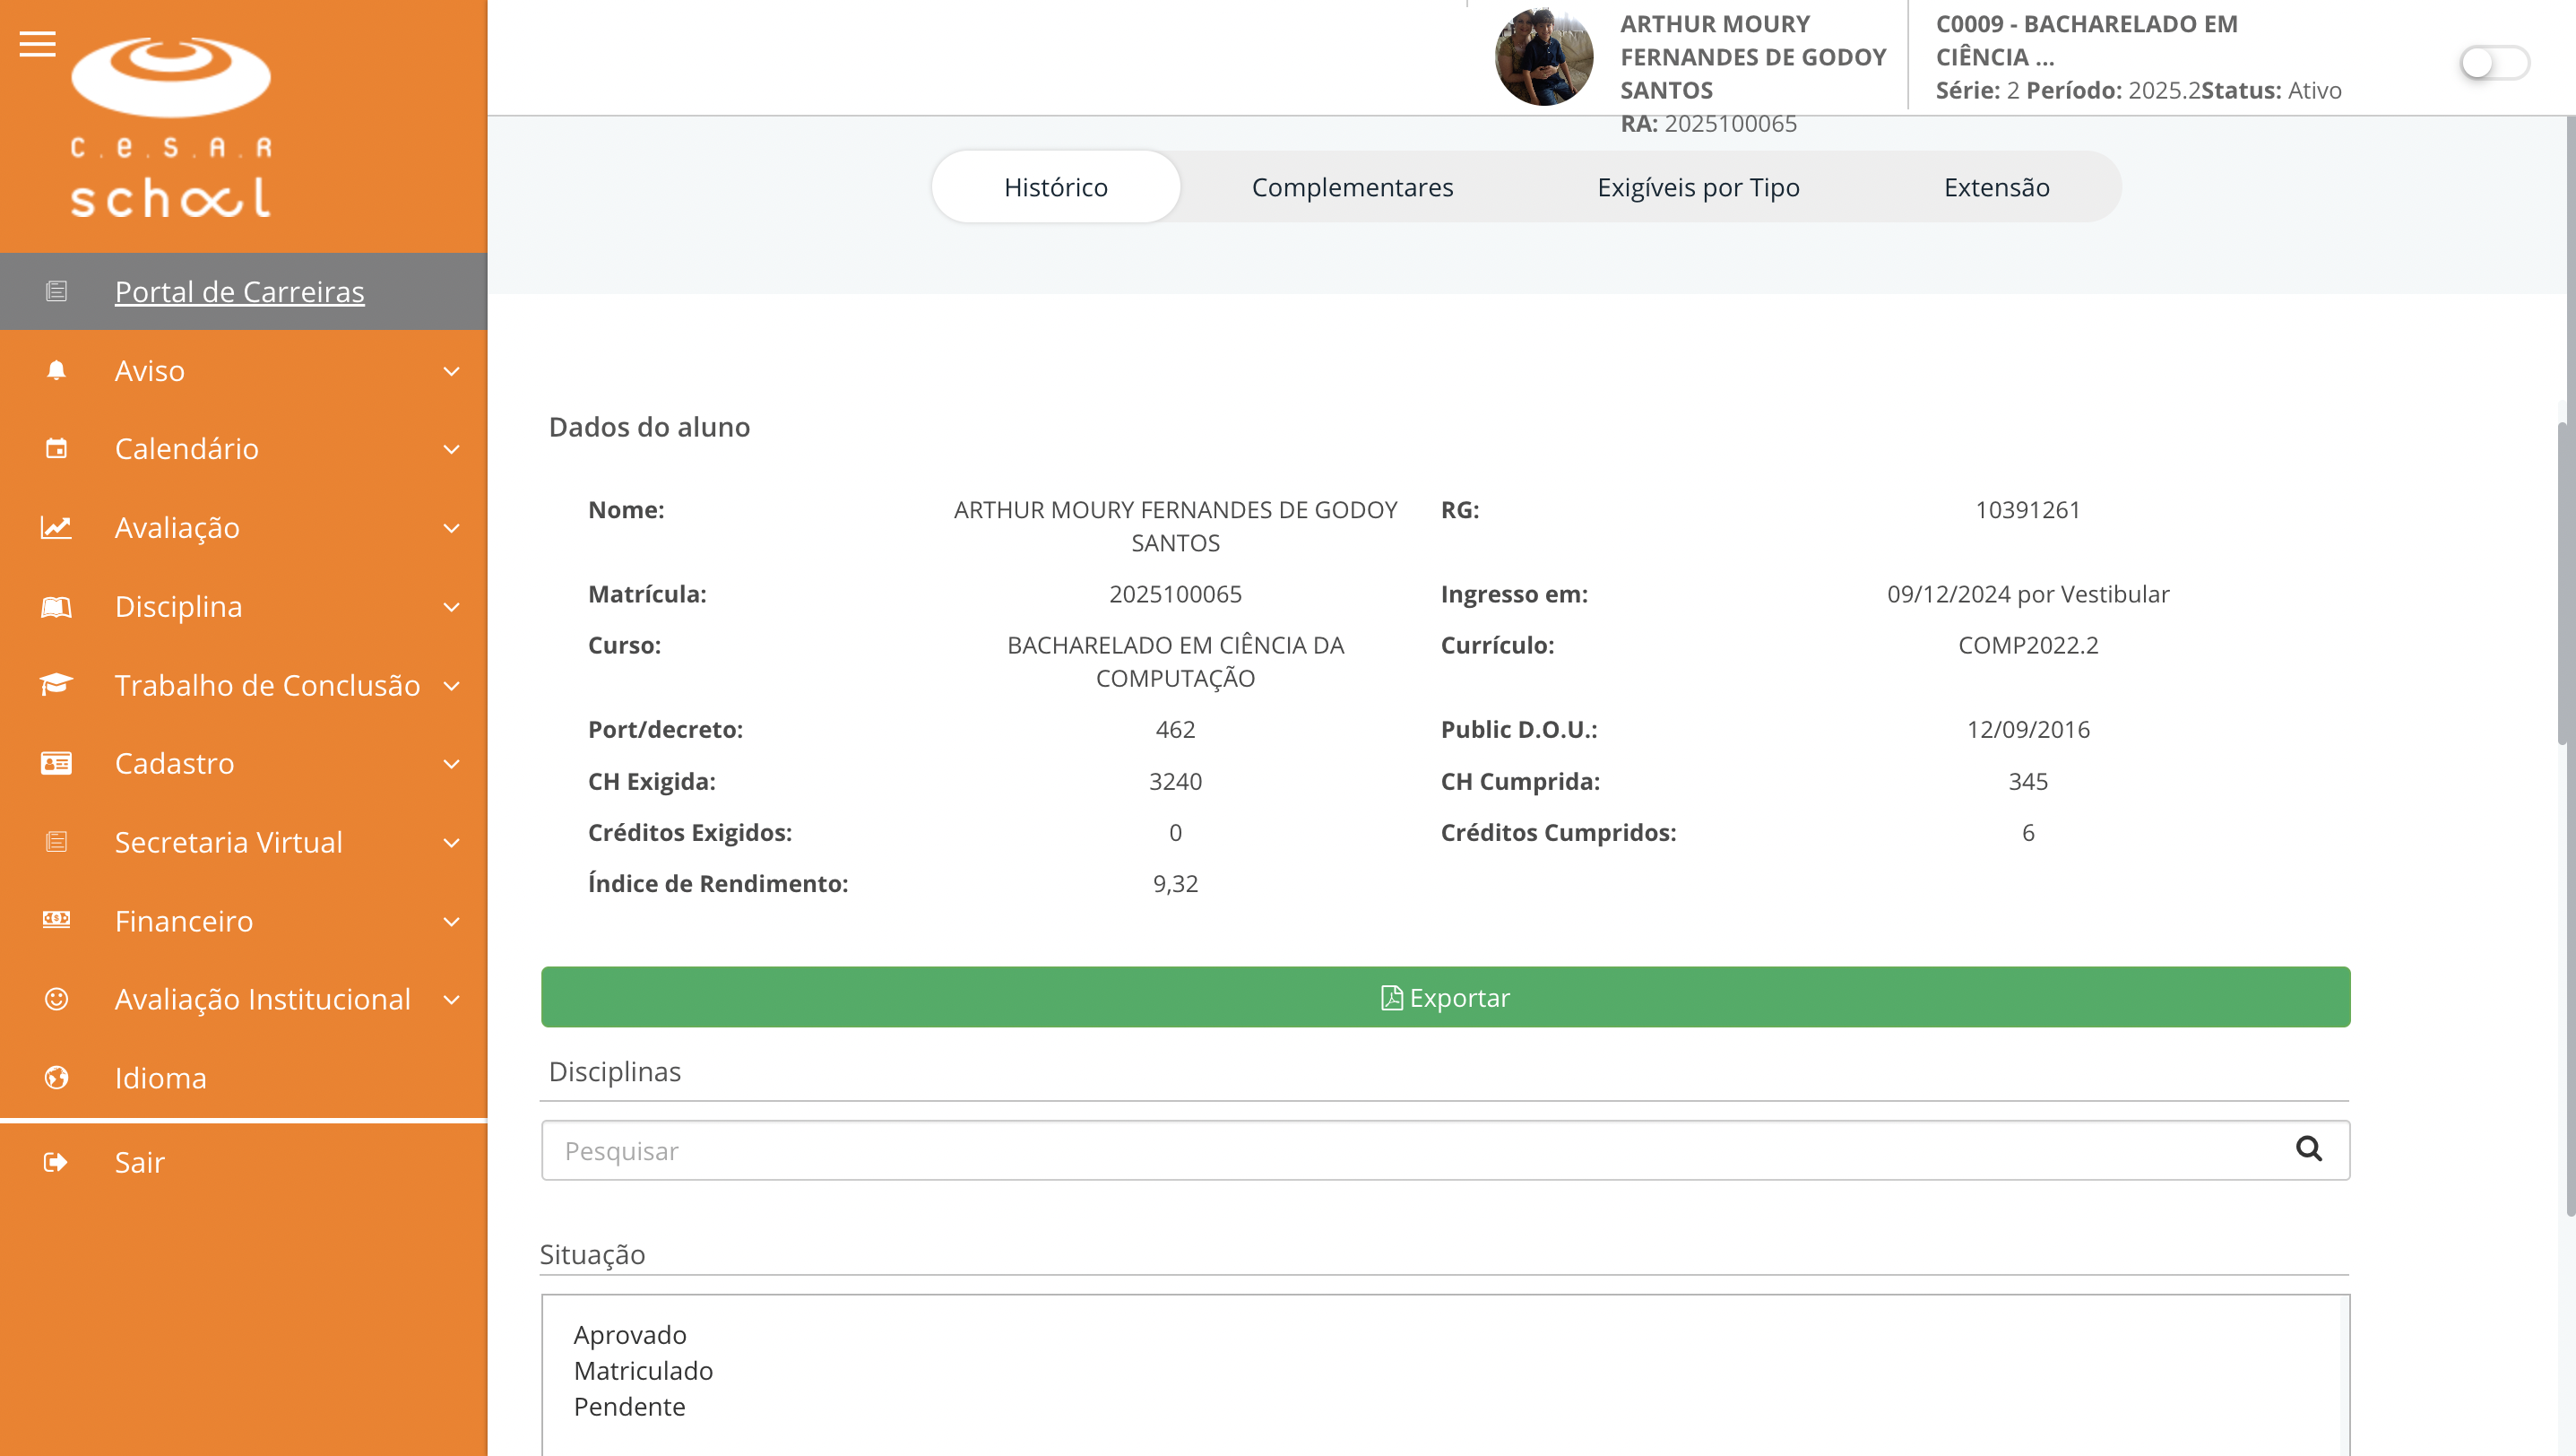 c.e.s.a.r
school
Portal de Carreiras
Aviso
Calendário
Avaliação
Disciplina
Trabalho de Conclusão
Cadastro
Secretaria Virtual
Financeiro
Avaliação Institucional
Idioma
Sair
ARTHUR MOURY
FERNANDES DE GODOY
SANTOS
RA: 2025100065
C0009 - BACHARELADO EM
CIÊNCIA ...
Série: 2 Período: 2025.2Status: Ativo
Histórico
Complementares
Exigíveis por Tipo
Extensão
Dados do aluno
Nome: ARTHUR MOURY FERNANDES DE GODOY
SANTOS
RG: 10391261
Matrícula: 2025100065
Ingresso em: 09/12/2024 por Vestibular
Curso: BACHARELADO EM CIÊNCIA DA
COMPUTAÇÃO
Currículo: COMP2022.2
Port/decreto: 462
Public D.O.U.: 12/09/2016
CH Exigida: 3240
CH Cumprida: 345
Créditos Exigidos: 0
Créditos Cumpridos: 6
Índice de Rendimento: 9,32
Exportar
Disciplinas
Pesquisar
Situação
Aprovado
Matriculado
Pendente